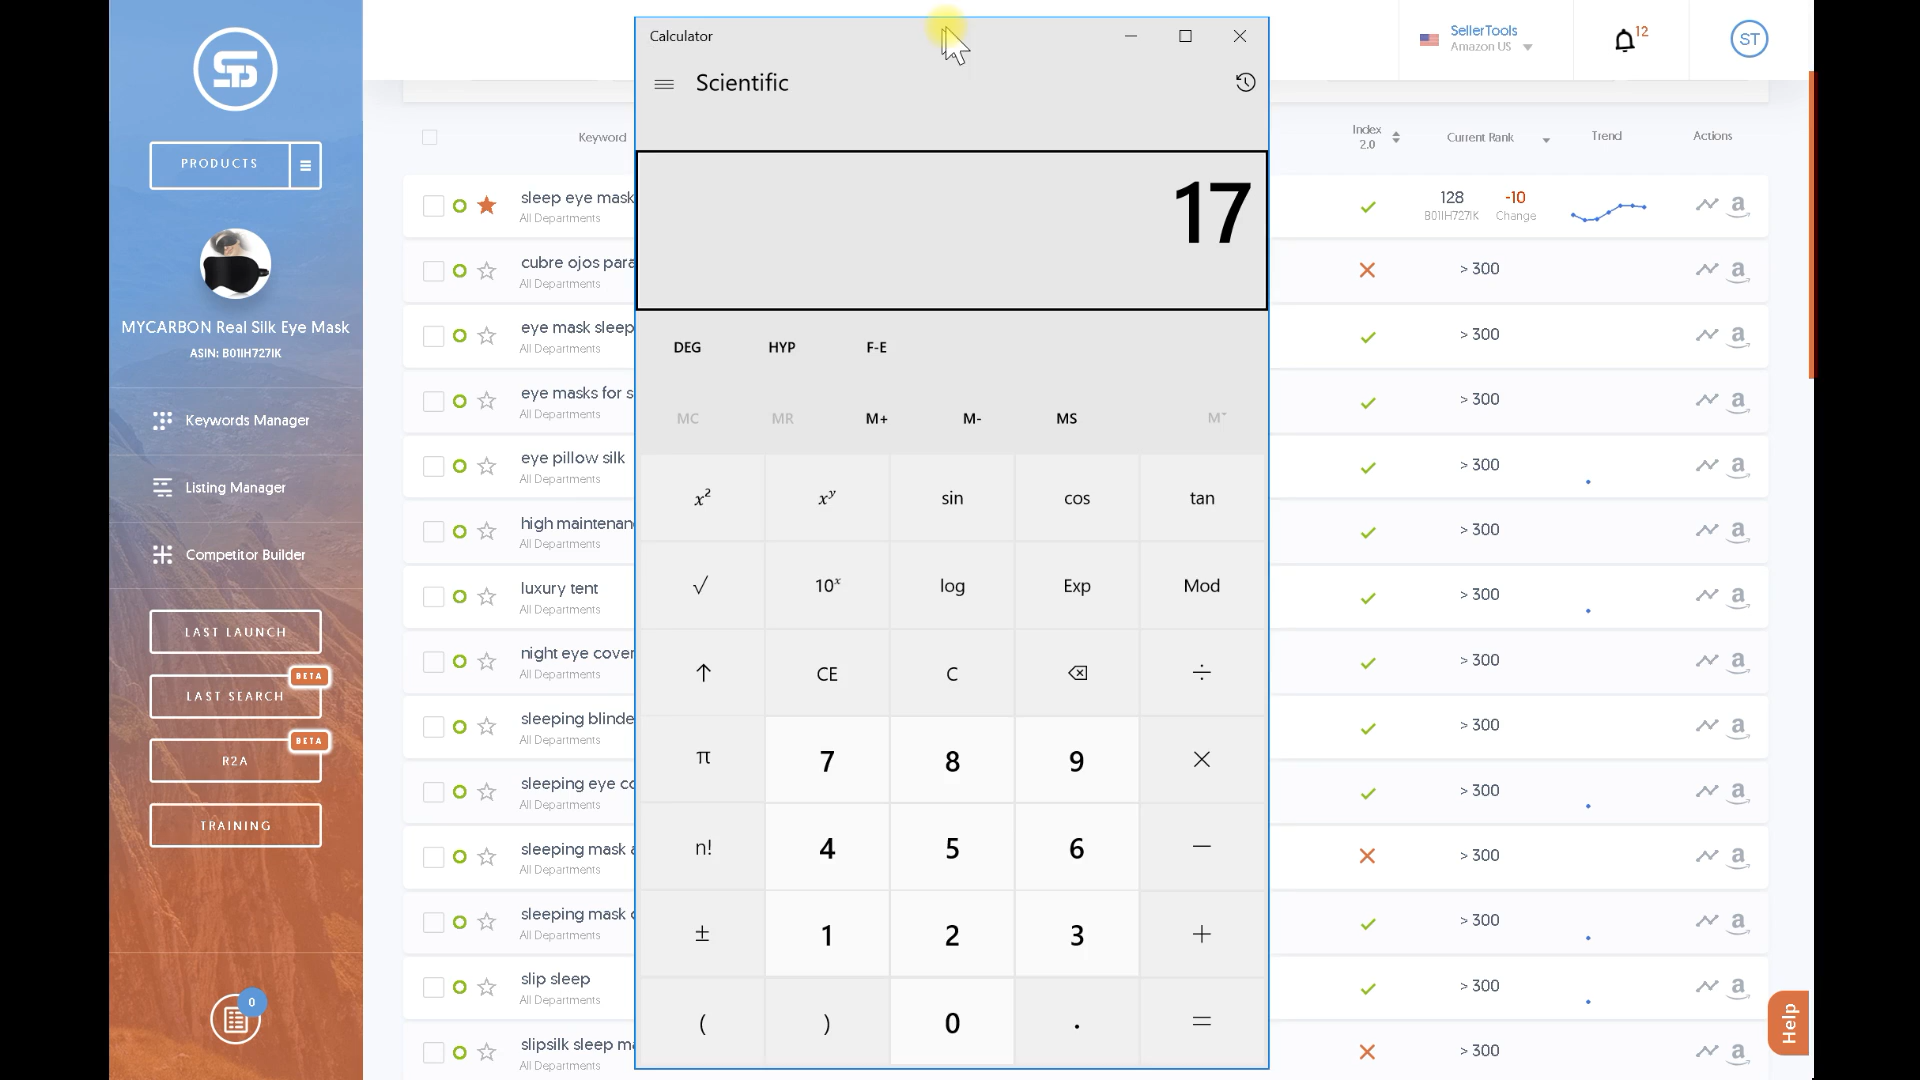 PRODUCTS
MYCARBON Real Silk Eye Mask
ASIN: B01IH727IK
Keywords Manager
Listing Manager
Competitor Builder
LAST LAUNCH
BETA
LAST SEARCH
BETA
R2A
TRAINING
0
SellerTools
Amazon US
12
ST
Keyword
Index
2.0
Current Rank
Trend
Actions
sleep eye mask
All Departments
128
B01IH727IK
-10
Change
cubre ojos para
All Departments
> 300
eye mask sleep
All Departments
> 300
eye masks for s
All Departments
> 300
eye pillow silk
All Departments
> 300
high maintenan
All Departments
> 300
luxury tent
All Departments
> 300
night eye cover
All Departments
> 300
sleeping blinde
All Departments
> 300
sleeping eye co
All Departments
> 300
sleeping mask a
All Departments
> 300
sleeping mask
All Departments
> 300
slip sleep
All Departments
> 300
slipsilk sleep ma
All Departments
> 300
Help
Calculator
Scientific
17
DEG HYP F-E
MC MR M+ M- MS M˅
x² xʸ sin cos tan
√ 10ˣ log Exp Mod
↑ CE C ⌫ ÷
π 7 8 9 ×
n! 4 5 6 −
± 1 2 3 +
( ) 0 . =